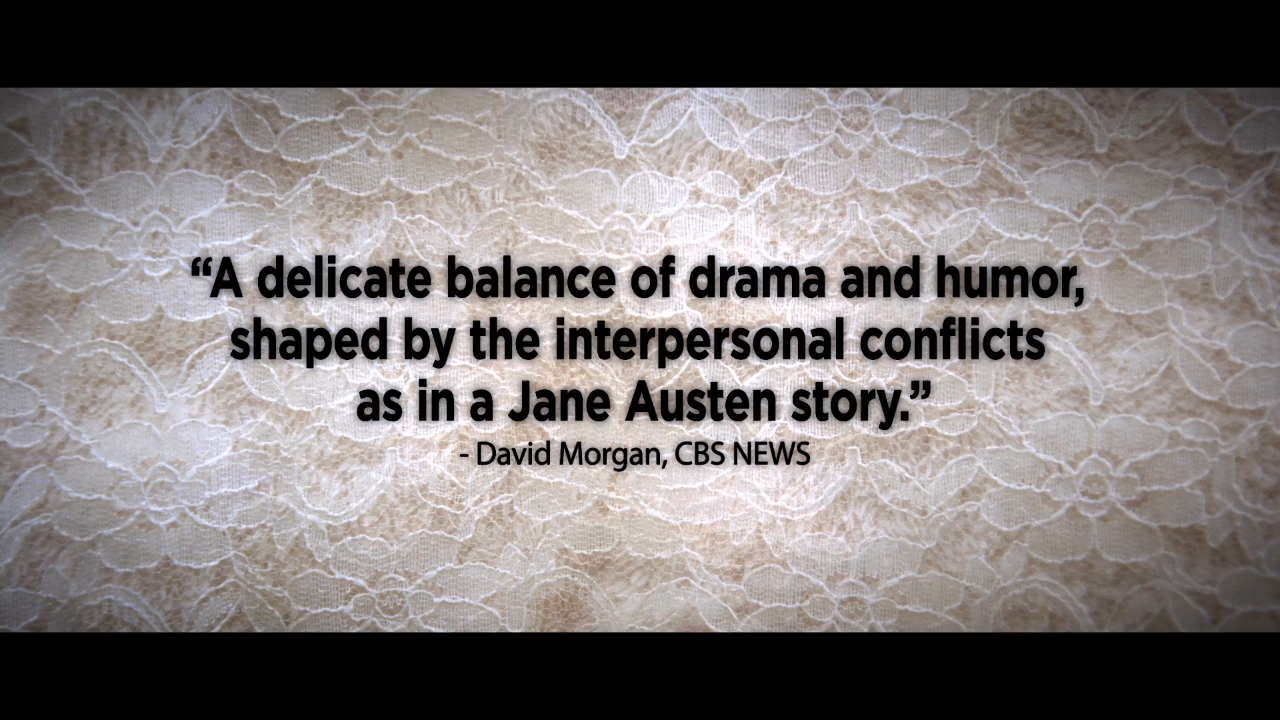 “A delicate balance of drama and humor,
shaped by the interpersonal conflicts
as in a Jane Austen story.”
- David Morgan, CBS NEWS